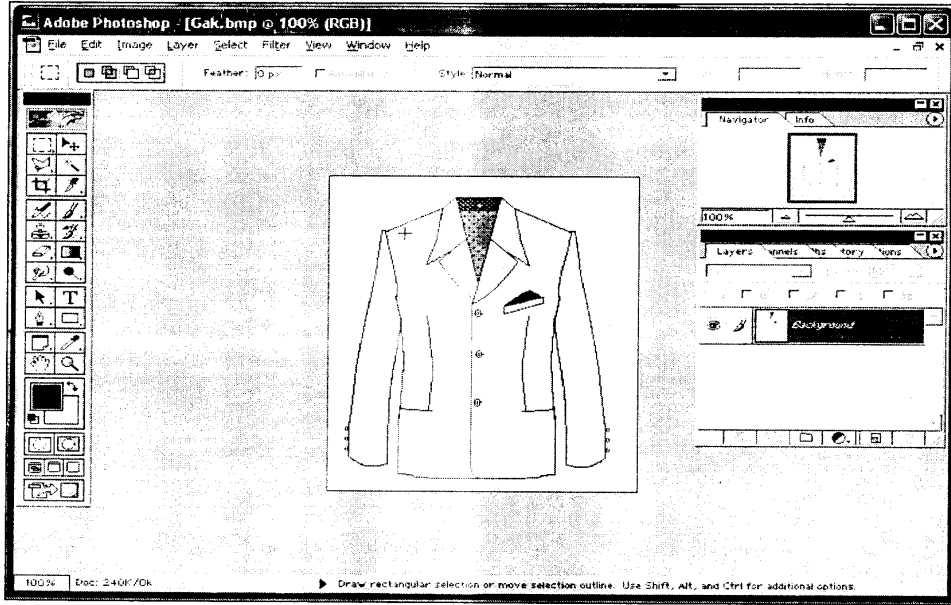 Adobe Photoshop - [Gak.bmp @ 100% (RGB)]
File Edit Image Layer Select Filter View Window Help
Feather: 0 px Style: Normal
Navigator Info
100%
Layers
Background
T
100% Doc: 240K/0k Draw rectangular selection or move selection outline. Use Shift, Alt, and Ctrl for additional options.